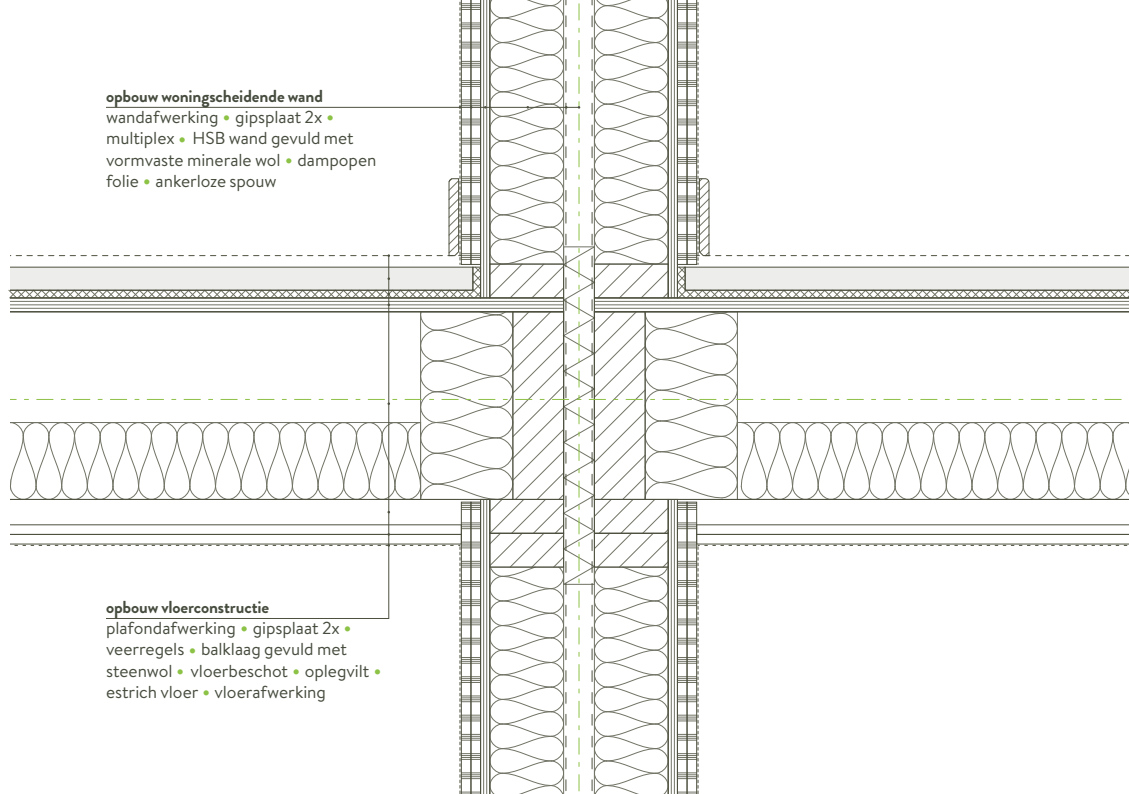 opbouw woningscheidende wand
wandafwerking • gipsplaat 2x •
multiplex • HSB wand gevuld met
vormvaste minerale wol • dampopen
folie • ankerloze spouw
opbouw vloerconstructie
plafondafwerking • gipsplaat 2x •
veerregels • balklaag gevuld met
steenwol • vloerbeschot • oplegvilt •
estrich vloer • vloerafwerking